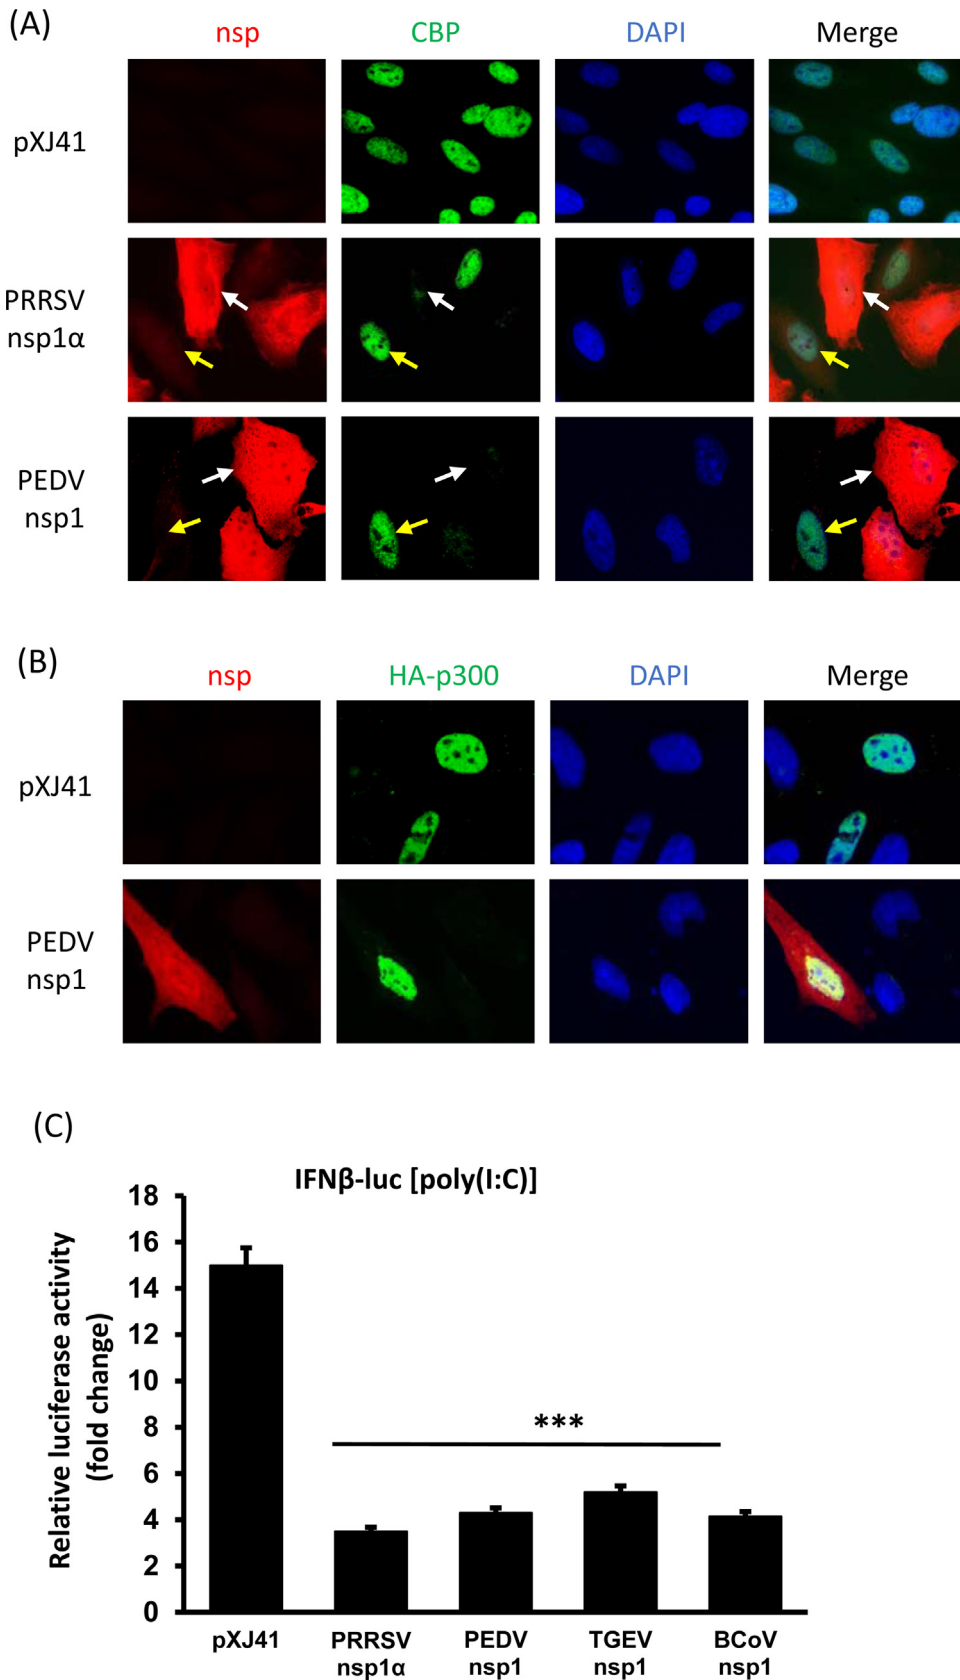 (A)
nsp CBP DAPI Merge
pXJ41
PRRSV
nsp1α
PEDV
nsp1
(B)
nsp HA-p300 DAPI Merge
pXJ41
PEDV
nsp1
(C)
IFNβ-luc [poly(I:C)]
Relative luciferase activity
(fold change)
18
16
14
12
10
8
6
4
2
0
***
pXJ41 PRRSV PEDV TGEV BCoV
nsp1α nsp1 nsp1 nsp1